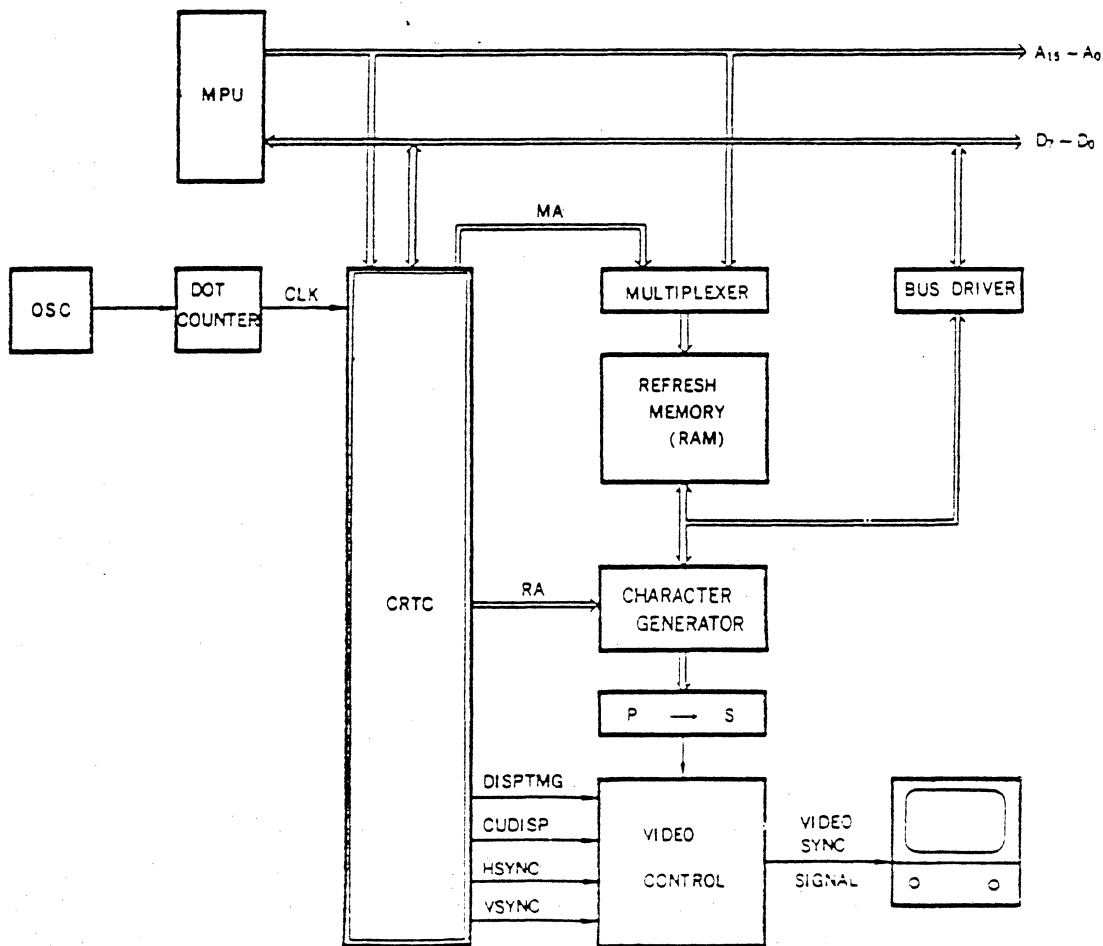 A₁₅ – A₀
MPU
D₇ – D₀
MA
OSC
DOT
COUNTER
CLK
MULTIPLEXER
BUS DRIVER
REFRESH
MEMORY
(RAM)
CRTC
RA
CHARACTER
GENERATOR
P → S
DISPTMG
CUDISP
HSYNC
VSYNC
VIDEO
CONTROL
VIDEO
SYNC
SIGNAL